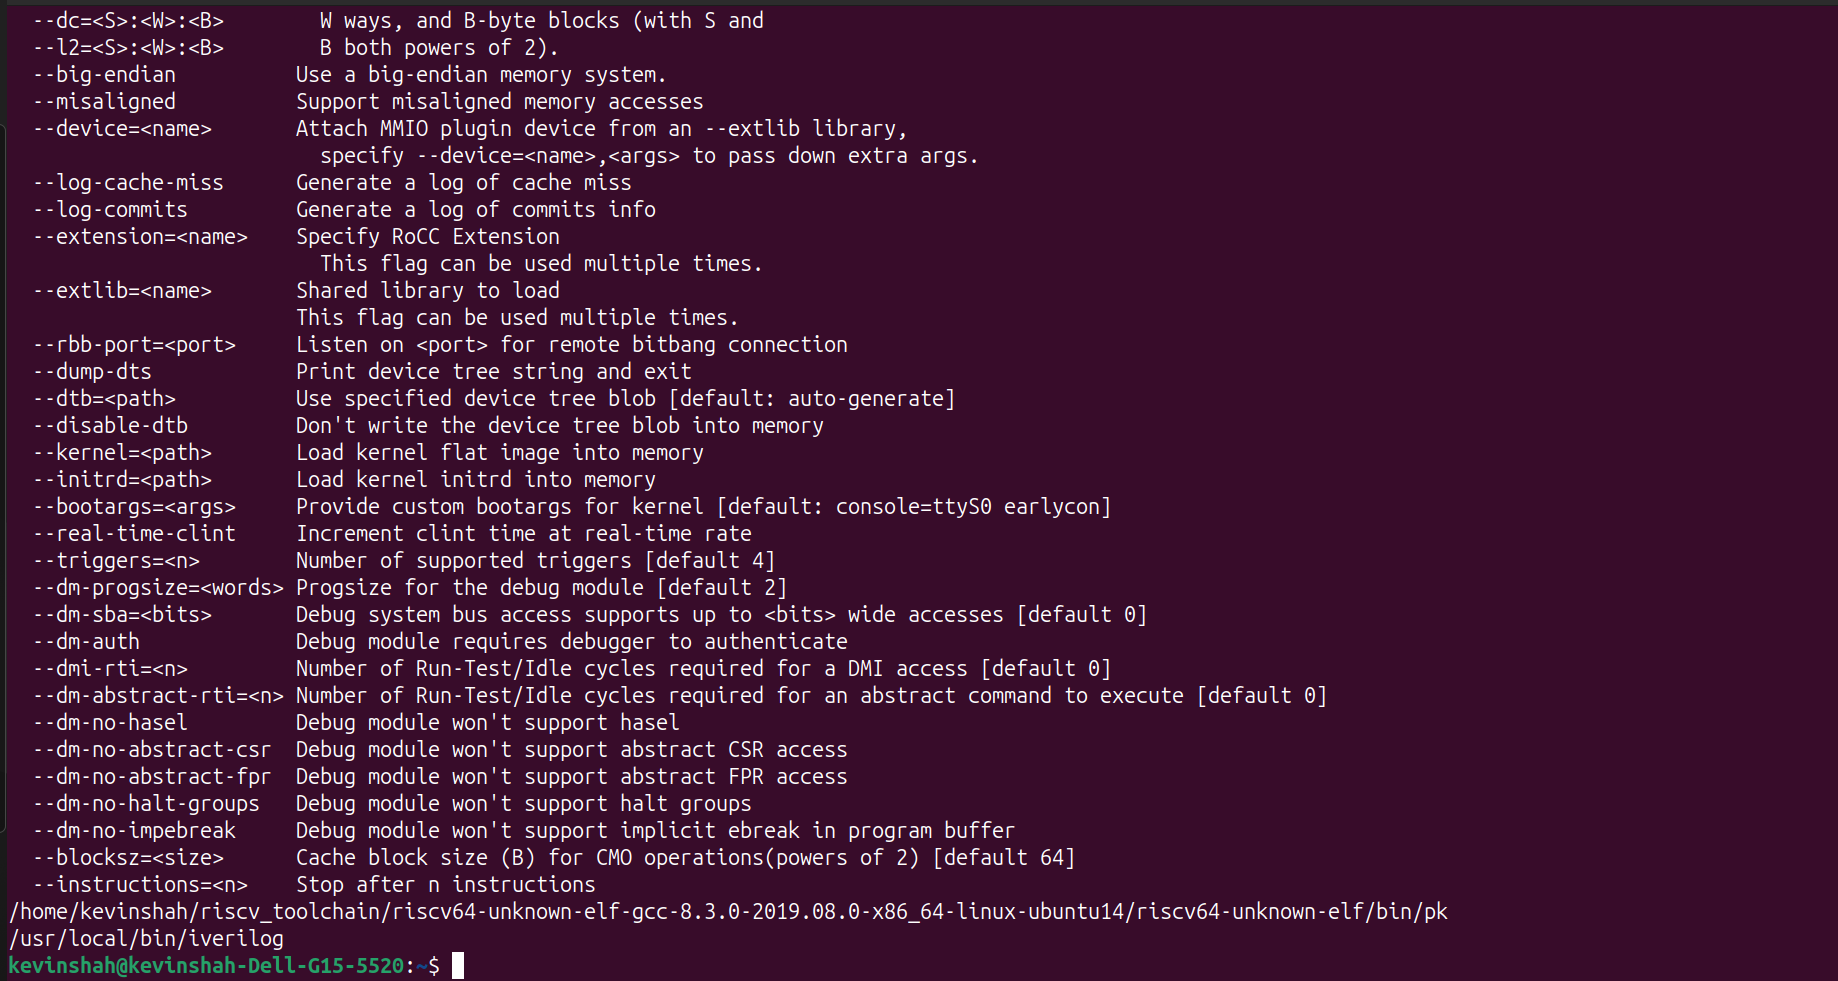 --dc=<S>:<W>:<B>        W ways, and B-byte blocks (with S and
--l2=<S>:<W>:<B>        B both powers of 2).
--big-endian          Use a big-endian memory system.
--misaligned          Support misaligned memory accesses
--device=<name>       Attach MMIO plugin device from an --extlib library,
specify --device=<name>,<args> to pass down extra args.
--log-cache-miss      Generate a log of cache miss
--log-commits         Generate a log of commits info
--extension=<name>    Specify RoCC Extension
This flag can be used multiple times.
--extlib=<name>       Shared library to load
This flag can be used multiple times.
--rbb-port=<port>     Listen on <port> for remote bitbang connection
--dump-dts            Print device tree string and exit
--dtb=<path>          Use specified device tree blob [default: auto-generate]
--disable-dtb         Don't write the device tree blob into memory
--kernel=<path>       Load kernel flat image into memory
--initrd=<path>       Load kernel initrd into memory
--bootargs=<args>     Provide custom bootargs for kernel [default: console=ttyS0 earlycon]
--real-time-clint     Increment clint time at real-time rate
--triggers=<n>        Number of supported triggers [default 4]
--dm-progsize=<words> Progsize for the debug module [default 2]
--dm-sba=<bits>       Debug system bus access supports up to <bits> wide accesses [default 0]
--dm-auth             Debug module requires debugger to authenticate
--dmi-rti=<n>         Number of Run-Test/Idle cycles required for a DMI access [default 0]
--dm-abstract-rti=<n> Number of Run-Test/Idle cycles required for an abstract command to execute [default 0]
--dm-no-hasel         Debug module won't support hasel
--dm-no-abstract-csr  Debug module won't support abstract CSR access
--dm-no-abstract-fpr  Debug module won't support abstract FPR access
--dm-no-halt-groups   Debug module won't support halt groups
--dm-no-impebreak     Debug module won't support implicit ebreak in program buffer
--blocksz=<size>      Cache block size (B) for CMO operations(powers of 2) [default 64]
--instructions=<n>    Stop after n instructions
/home/kevinshah/riscv_toolchain/riscv64-unknown-elf-gcc-8.3.0-2019.08.0-x86_64-linux-ubuntu14/riscv64-unknown-elf/bin/pk
/usr/local/bin/iverilog
kevinshah@kevinshah-Dell-G15-5520:~$